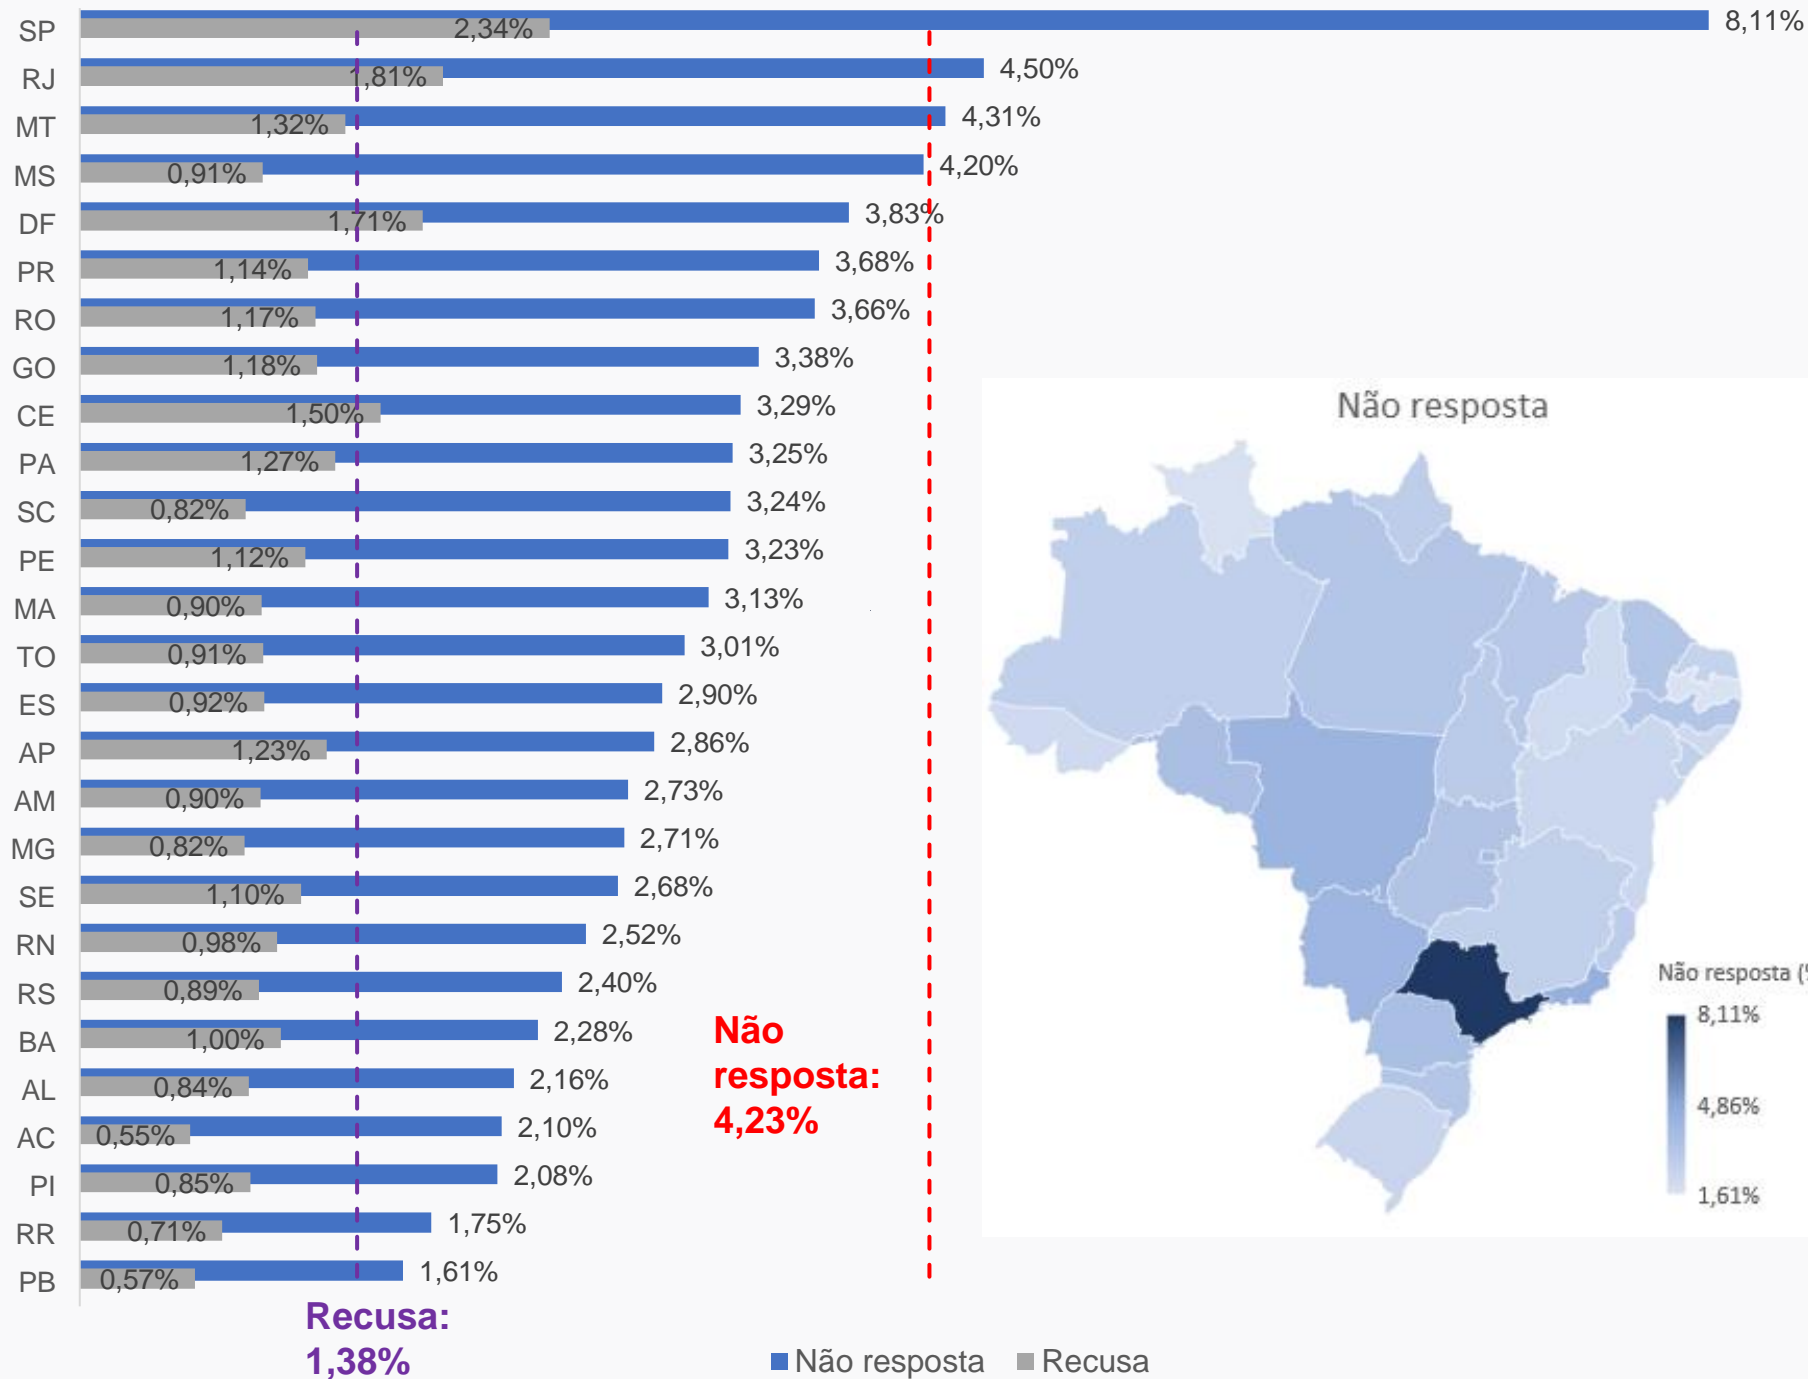 SP 2,34% 8,11%
RJ 1,81% 4,50%
MT 1,32% 4,31%
MS 0,91% 4,20%
DF 1,71% 3,83%
PR 1,14% 3,68%
RO 1,17% 3,66%
GO 1,18% 3,38%
CE 1,50% 3,29%
PA 1,27% 3,25%
SC 0,82% 3,24%
PE 1,12% 3,23%
MA 0,90% 3,13%
TO 0,91% 3,01%
ES 0,92% 2,90%
AP 1,23% 2,86%
AM 0,90% 2,73%
MG 0,82% 2,71%
SE 1,10% 2,68%
RN 0,98% 2,52%
RS 0,89% 2,40%
BA 1,00% 2,28%
AL 0,84% 2,16%
AC 0,55% 2,10%
PI 0,85% 2,08%
RR 0,71% 1,75%
PB 0,57% 1,61%
Não
resposta:
4,23%
Recusa:
1,38%
Não resposta Recusa
Não resposta
Não resposta (%
8,11%
4,86%
1,61%